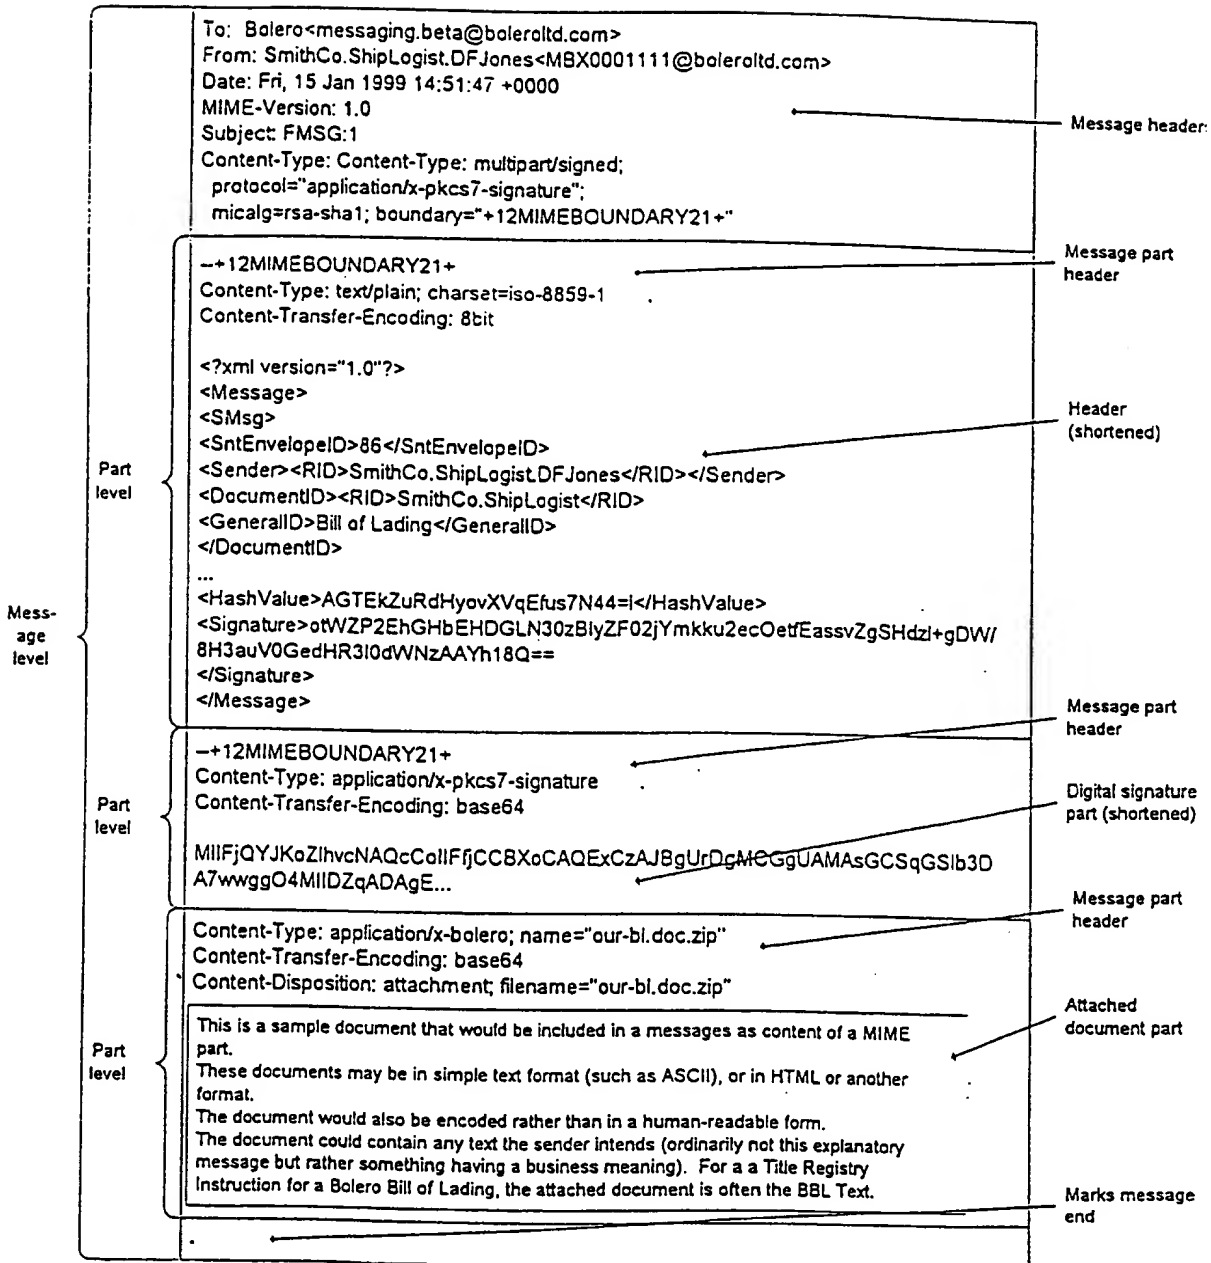 To: Bolero<messaging.beta@boleroltd.com>
From: SmithCo.ShipLogist.DFJones<MBX0001111@boleroltd.com>
Date: Fri, 15 Jan 1999 14:51:47 +0000
MIME-Version: 1.0
Subject: FMSG:1
Content-Type: Content-Type: multipart/signed;
protocol="application/x-pkcs7-signature";
micalg=rsa-sha1; boundary="+12MIMEBOUNDARY21+"
Message header:
--+12MIMEBOUNDARY21+
Content-Type: text/plain; charset=iso-8859-1
Content-Transfer-Encoding: 8bit
Message part
header
<?xml version="1.0"?>
<Message>
<SMsg>
<SntEnvelopeID>86</SntEnvelopeID>
<Sender><RID>SmithCo.ShipLogist.DFJones</RID></Sender>
<DocumentID><RID>SmithCo.ShipLogist</RID>
<GeneralID>Bill of Lading</GeneralID>
</DocumentID>
...
<HashValue>AGTEkZuRdHyovXVqEfus7N44=i</HashValue>
<Signature>otWZP2EhGHbEHDGLN30zBIyZF02jYmkku2ecOetfEassvZgSHdzI+gDW/
8H3auV0GedHR3I0dWNzAAYh18Q==
</Signature>
</Message>
Header
(shortened)
Part
level
Mess-
age
level
--+12MIMEBOUNDARY21+
Content-Type: application/x-pkcs7-signature
Content-Transfer-Encoding: base64
Message part
header
Part
level
MIIFjQYJKoZIhvcNAQcCoIIFfjCCBXoCAQExCzAJBgUrDgMCGgUAMAsGCSqGSIb3D
A7wwggO4MIIDZqADAgE...
Digital signature
part (shortened)
Content-Type: application/x-bolero; name="our-bl.doc.zip"
Content-Transfer-Encoding: base64
Content-Disposition: attachment; filename="our-bl.doc.zip"
Message part
header
This is a sample document that would be included in a messages as content of a MIME
part.
These documents may be in simple text format (such as ASCII), or in HTML or another
format.
The document would also be encoded rather than in a human-readable form.
The document could contain any text the sender intends (ordinarily not this explanatory
message but rather something having a business meaning). For a a Title Registry
Instruction for a Bolero Bill of Lading, the attached document is often the BBL Text.
Attached
document part
Part
level
.
Marks message
end